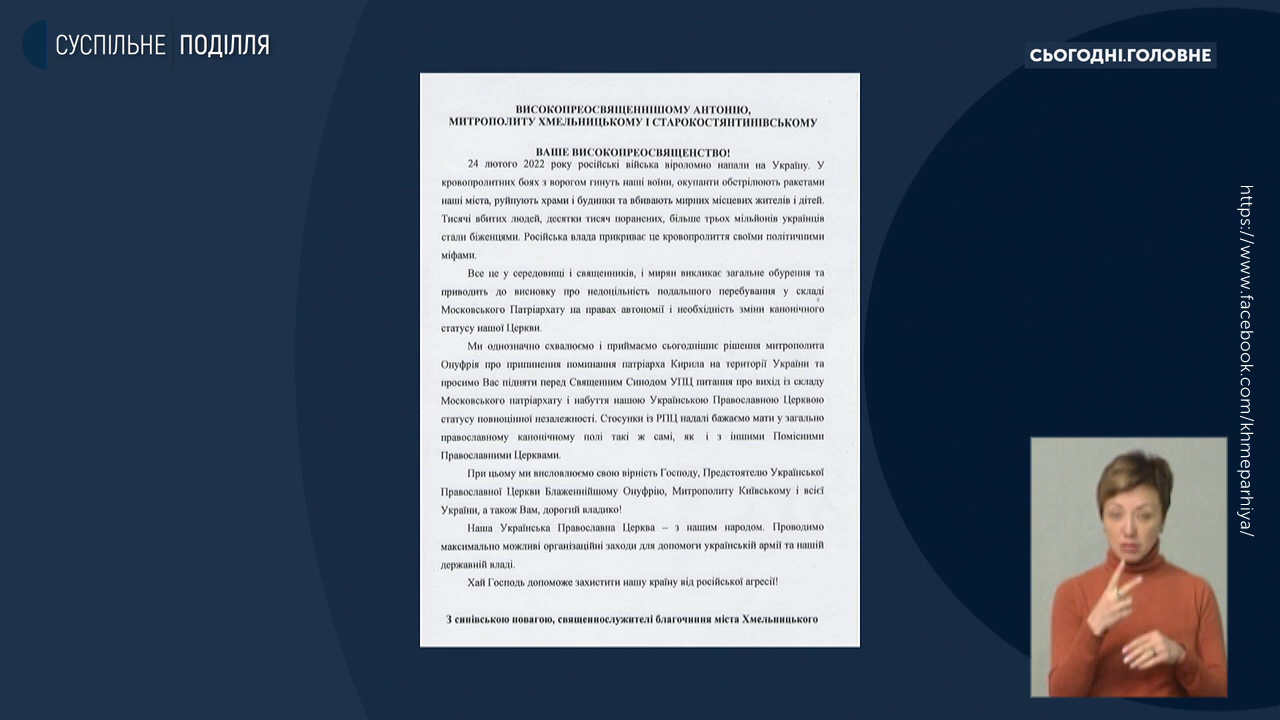 СУСПІЛЬНЕ ПОДІЛЛЯ
СЬОГОДНІ.ГОЛОВНЕ
ВИСОКОПРЕОСВЯЩЕННІШОМУ АНТОНІЮ,
МИТРОПОЛИТУ ХМЕЛЬНИЦЬКОМУ І СТАРОКОСТЯНТИНІВСЬКОМУ
ВАШЕ ВИСОКОПРЕОСВЯЩЕНСТВО!
24 лютого 2022 року російські війська віроломно напали на Україну. У
кровопролитних боях з ворогом гинуть наші воїни, окупанти обстрілюють ракетами
наші міста, руйнують храми і будинки та вбивають мирних місцевих жителів і дітей.
Тисячі вбитих людей, десятки тисяч поранених, більше трьох мільйонів українців
стали біженцями. Російська влада прикриває це кровопролиття своїми політичними
міфами.
Все це у середовищі і священників, і мирян викликає загальне обурення та
приводить до висновку про недоцільність подальшого перебування у складі
Московського Патріархату на правах автономії і необхідність зміни канонічного
статусу нашої Церкви.
Ми однозначно схвалюємо і приймаємо сьогоднішнє рішення митрополита
Онуфрія про припинення поминання патріарха Кирила на території України та
просимо Вас підняти перед Священним Синодом УПЦ питання про вихід із складу
Московського патріархату і набуття нашою Українською Православною Церквою
статусу повноцінної незалежності. Стосунки із РПЦ надалі бажаємо мати у загально
православному канонічному полі такі ж самі, як і з іншими Помісними
Православними Церквами.
При цьому ми висловлюємо свою вірність Господу, Предстоятелю Української
Православної Церкви Блаженнійшому Онуфрію, Митрополиту Київському і всієї
України, а також Вам, дорогий владико!
Наша Українська Православна Церква – з нашим народом. Проводимо
максимально можливі організаційні заходи для допомоги українській армії та нашій
державній владі.
Хай Господь допоможе захистити нашу країну від російської агресії!
З синівською повагою, священнослужителі благочиння міста Хмельницького
https://www.facebook.com/khmeparhiya/